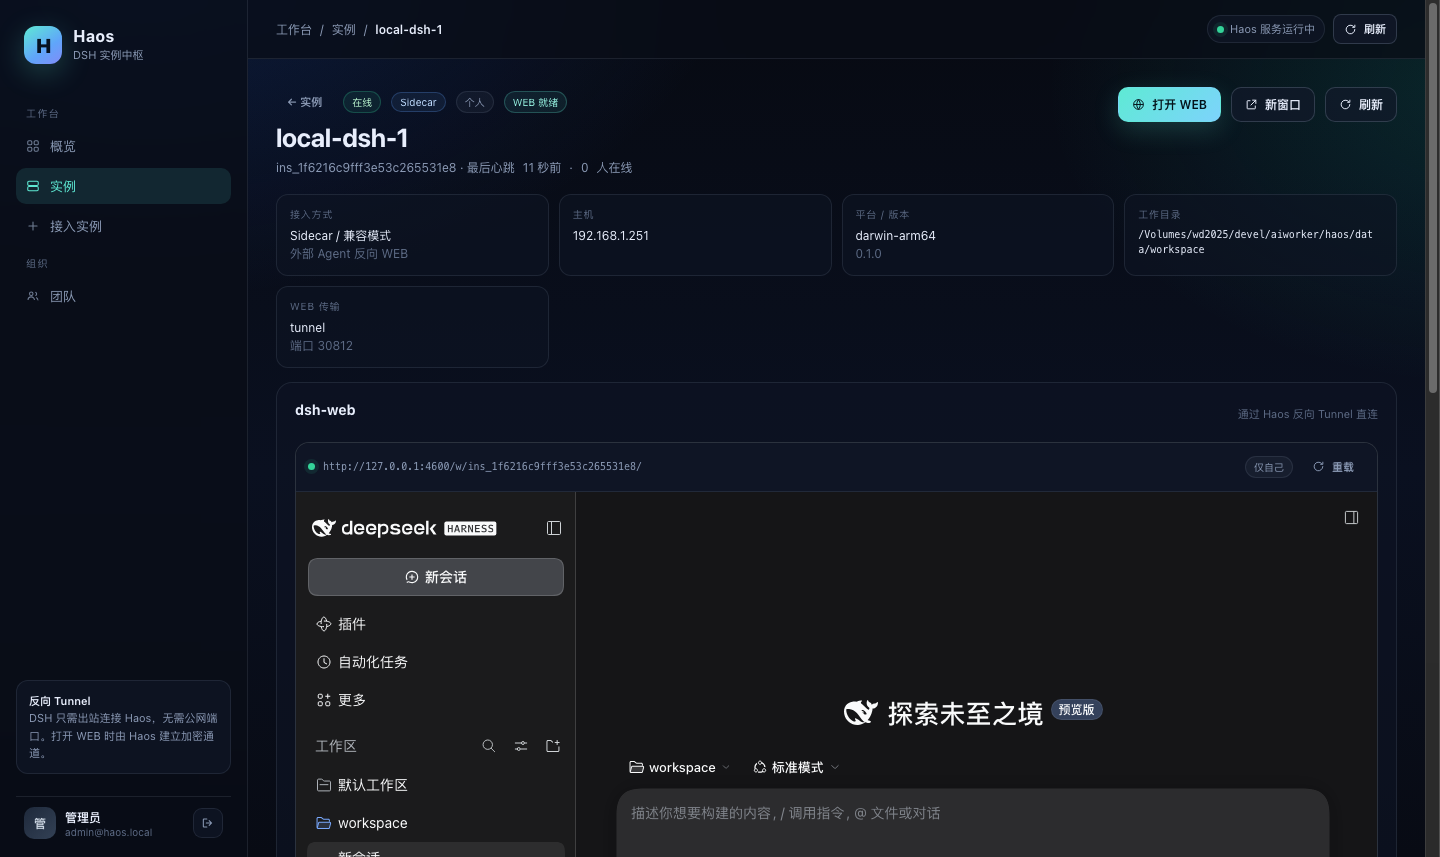 H
Haos
DSH 实例中枢
工作台
概览
实例
接入实例
组织
团队
反向 Tunnel
DSH 只需出站连接 Haos，无需公网端
口。打开 WEB 时由 Haos 建立加密通
道。
管
管理员
admin@haos.local
工作台 / 实例 / local-dsh-1
Haos 服务运行中
刷新
← 实例
在线
Sidecar
个人
WEB 就绪
打开 WEB
新窗口
刷新
local-dsh-1
ins_1f6216c9fff3e53c265531e8 · 最后心跳 11 秒前 · 0 人在线
接入方式
Sidecar / 兼容模式
外部 Agent 反向 WEB
主机
192.168.1.251
平台 / 版本
darwin-arm64
0.1.0
工作目录
/Volumes/wd2025/devel/aiworker/haos/dat
a/workspace
WEB 传输
tunnel
端口 30812
dsh-web
通过 Haos 反向 Tunnel 直连
http://127.0.0.1:4600/w/ins_1f6216c9fff3e53c265531e8/
仅自己
重载
deepseek HARNESS
新会话
插件
自动化任务
更多
工作区
默认工作区
workspace
新会话
探索未至之境
预览版
workspace
标准模式
描述你想要构建的内容, / 调用指令, @ 文件或对话